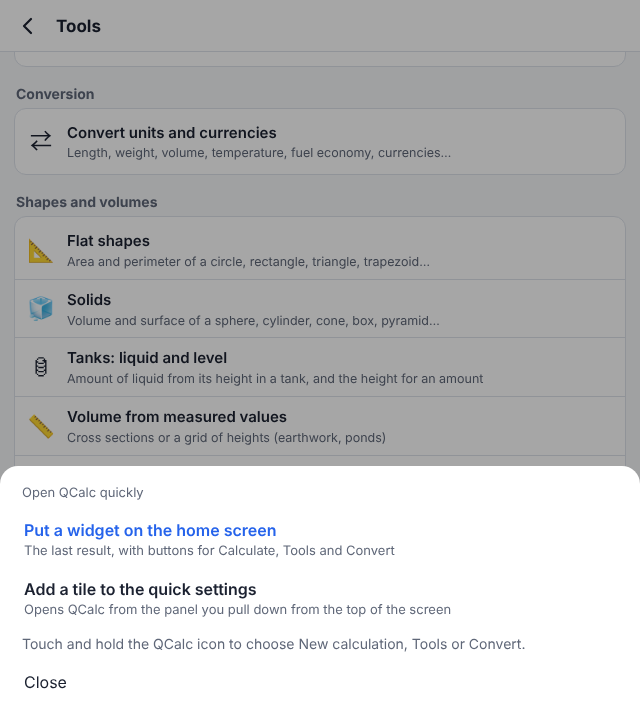 Tools
Conversion
Convert units and currencies
Length, weight, volume, temperature, fuel economy, currencies...
Shapes and volumes
Flat shapes
Area and perimeter of a circle, rectangle, triangle, trapezoid...
Solids
Volume and surface of a sphere, cylinder, cone, box, pyramid...
Tanks: liquid and level
Amount of liquid from its height in a tank, and the height for an amount
Volume from measured values
Cross sections or a grid of heights (earthwork, ponds)
Open QCalc quickly
Put a widget on the home screen
The last result, with buttons for Calculate, Tools and Convert
Add a tile to the quick settings
Opens QCalc from the panel you pull down from the top of the screen
Touch and hold the QCalc icon to choose New calculation, Tools or Convert.
Close